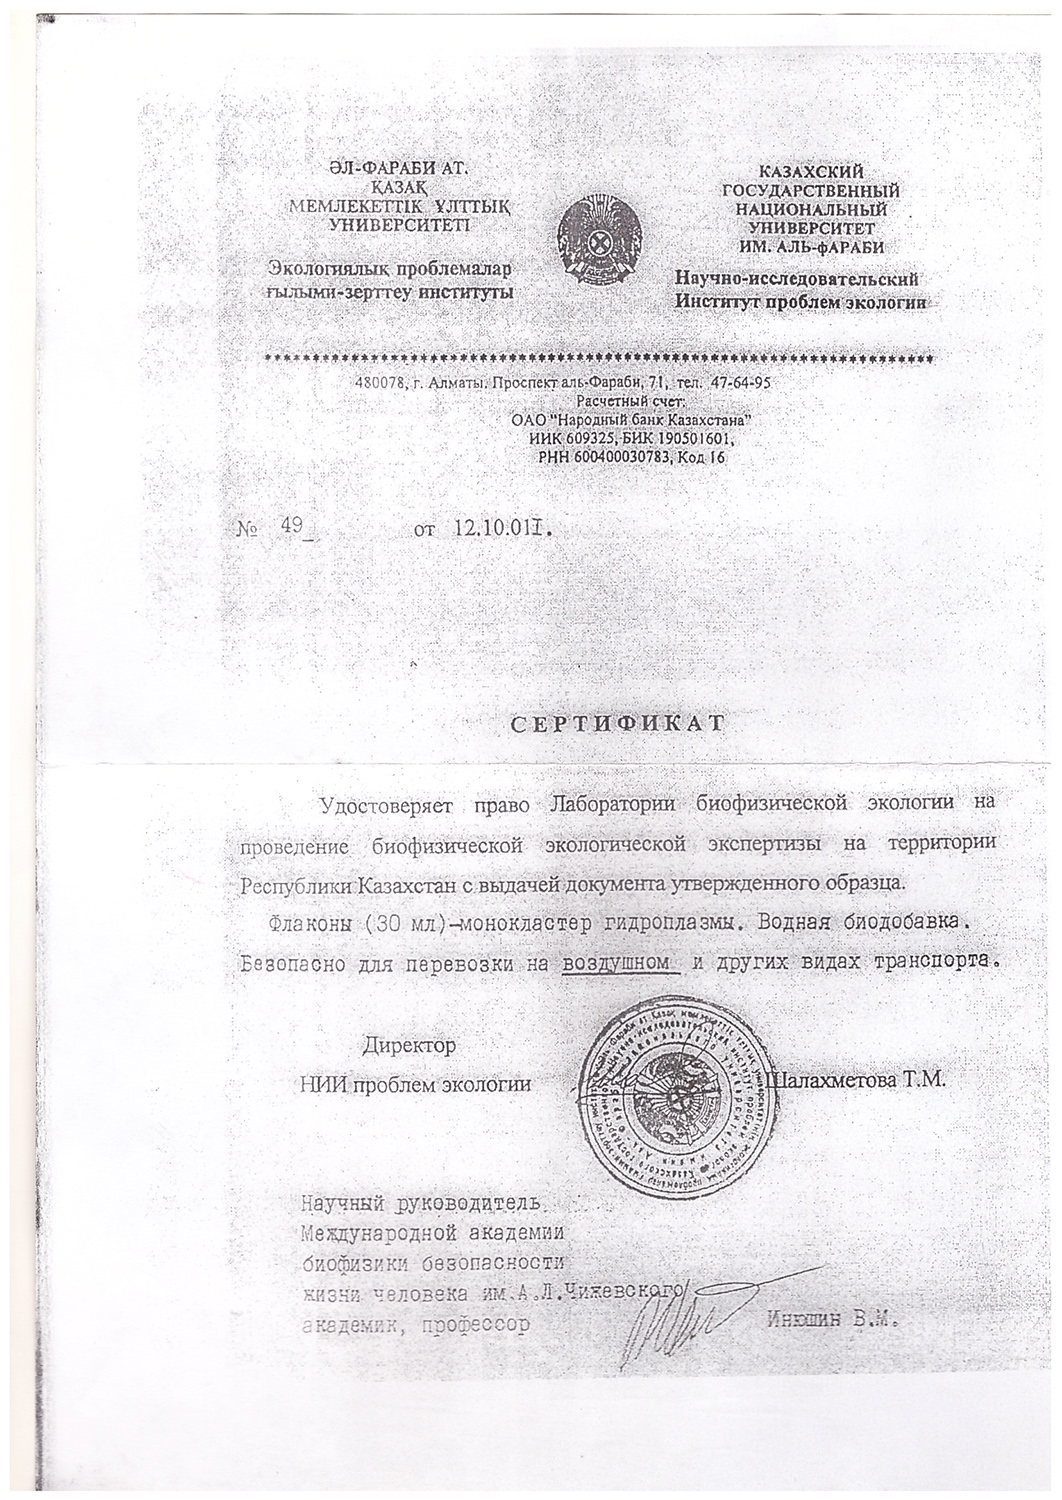 ӘЛ-ФАРАБИ АТ.
ҚАЗАҚ
МЕМЛЕКЕТТІК ҰЛТТЫҚ
УНИВЕРСИТЕТІ
Экологиялық проблемалар
ғылыми-зерттеу институты
КАЗАХСКИЙ
ГОСУДАРСТВЕННЫЙ
НАЦИОНАЛЬНЫЙ
УНИВЕРСИТЕТ
ИМ. АЛЬ-фАРАБИ
Научно-исследовательский
Институт проблем экологии
480078, г. Алматы. Проспект аль-Фараби, 71, тел. 47-64-95
Расчетный счет:
ОАО "Народный банк Казахстана"
ИИК 609325, БИК 190501601,
РНН 600400030783, Код 16
№ 49_ от 12.10.01I.
СЕРТИФИКАТ
Удостоверяет право Лаборатории биофизической экологии на
проведение биофизической экологической экспертизы на территории
Республики Казахстан с выдачей документа утвержденного образца.
Флаконы (30 мл)-монокластер гидроплазмы. Водная биодобавка.
Безопасно для перевозки на воздушном и других видах транспорта.
Директор
НИИ проблем экологии Шалахметова Т.М.
Научный руководитель
Международной академии
биофизики безопасности
жизни человека им.А.Л.Чижевского
академик, профессор Инюшин В.М.